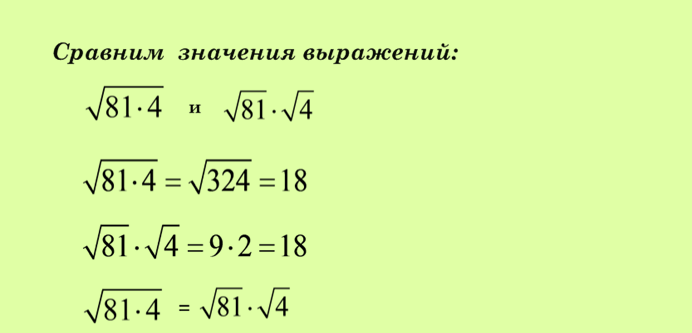 Сравним значения выражений:
√81·4 и √81·√4
√81·4 = √324 = 18
√81·√4 = 9·2 = 18
√81·4 = √81·√4